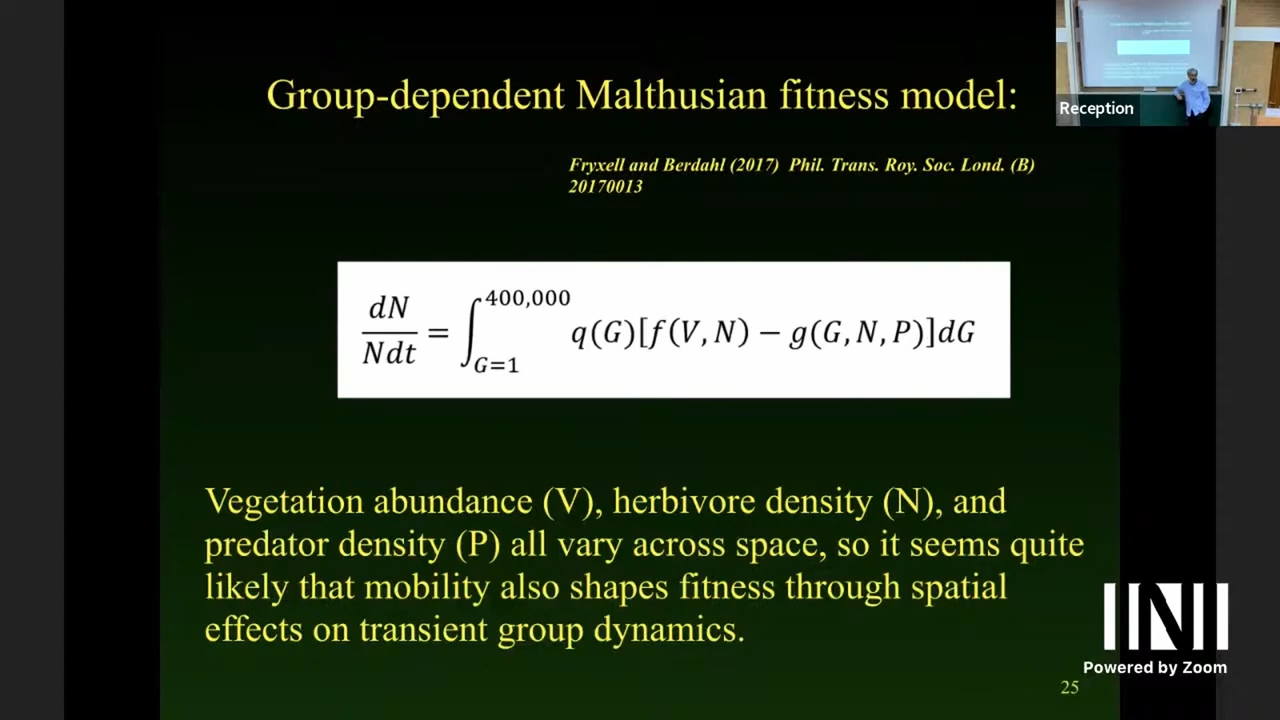 Group-dependent Malthusian fitness model:
Fryxell and Berdahl (2017) Phil. Trans. Roy. Soc. Lond. (B)
20170013
dN/Ndt = ∫_{G=1}^{400,000} q(G)[f(V,N) − g(G,N,P)]dG
Vegetation abundance (V), herbivore density (N), and
predator density (P) all vary across space, so it seems quite
likely that mobility also shapes fitness through spatial
effects on transient group dynamics.
25
Reception
INI
Powered by Zoom